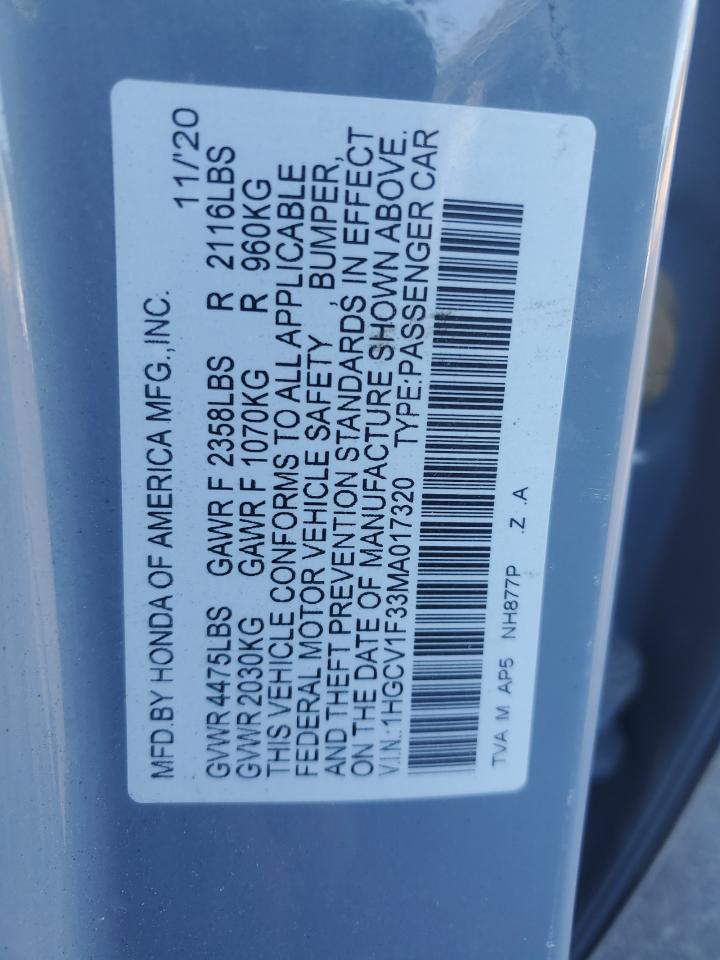 MFD.BY HONDA OF AMERICA MFG.,INC. 11/'20
GVWR 4475LBS GAWR F 2358LBS R 2116LBS
GVWR 2030KG GAWR F 1070KG R 960KG
THIS VEHICLE CONFORMS TO ALL APPLICABLE
FEDERAL MOTOR VEHICLE SAFETY, BUMPER,
AND THEFT PREVENTION STANDARDS, IN EFFECT
ON THE DATE OF MANUFACTURE SHOWN ABOVE.
V.I.N.:1HGCV1F33MA017320 TYPE:PASSENGER CAR
TVA M AP5 NH877P .Z .A